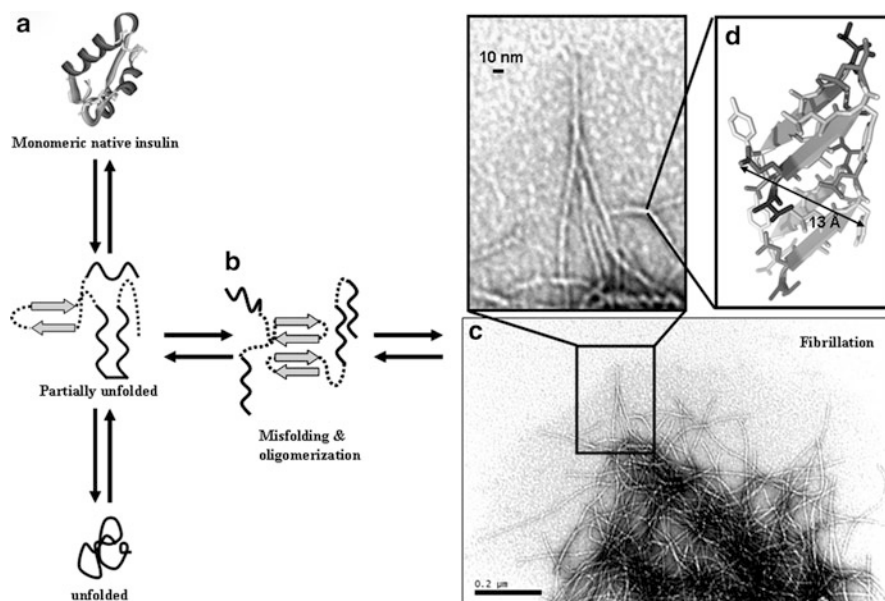 a
Monomeric native insulin
Partially unfolded
unfolded
b
Misfolding &
oligomerization
10 nm
d
13 Å
c
Fibrillation
0.2 µm